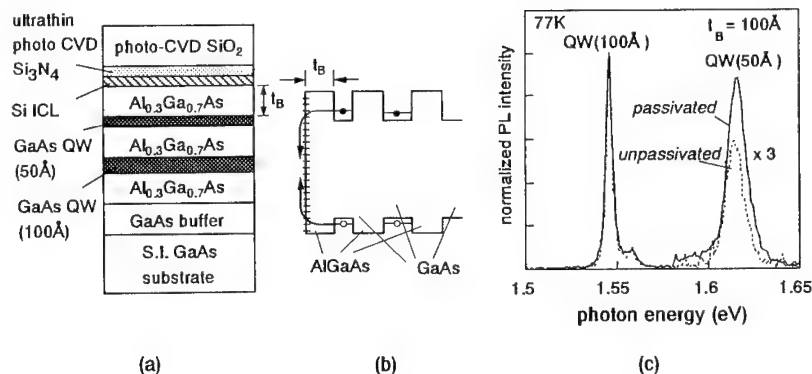 ultrathin
photo CVD
Si3N4
Si ICL
GaAs QW
(50Å)
GaAs QW
(100Å)
photo-CVD SiO2
Al0.3Ga0.7As
Al0.3Ga0.7As
Al0.3Ga0.7As
GaAs buffer
S.I. GaAs
substrate
tB
(a)
tB
AlGaAs
GaAs
(b)
normalized PL intensity
77K
tB = 100Å
QW(100Å)
QW(50Å)
passivated
unpassivated
x 3
1.5
1.55
1.6
1.65
photon energy (eV)
(c)